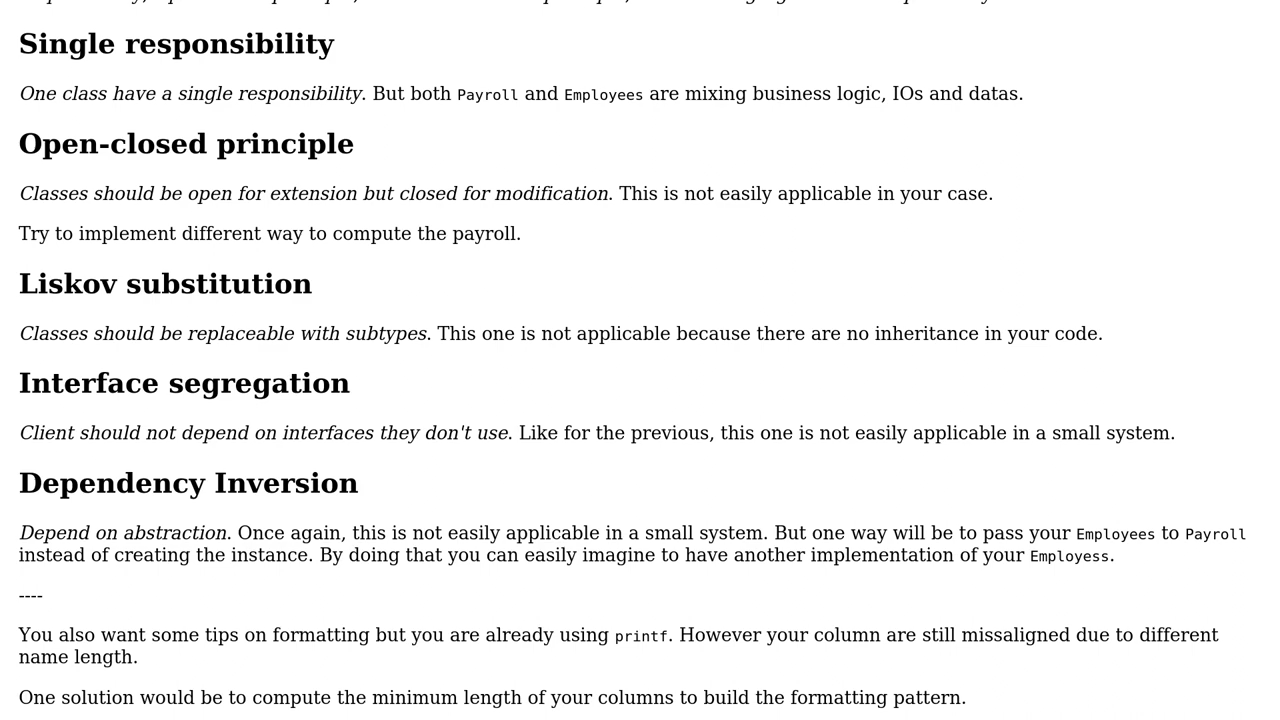 Single responsibility
One class have a single responsibility. But both Payroll and Employees are mixing business logic, IOs and datas.
Open-closed principle
Classes should be open for extension but closed for modification. This is not easily applicable in your case.
Try to implement different way to compute the payroll.
Liskov substitution
Classes should be replaceable with subtypes. This one is not applicable because there are no inheritance in your code.
Interface segregation
Client should not depend on interfaces they don't use. Like for the previous, this one is not easily applicable in a small system.
Dependency Inversion
Depend on abstraction. Once again, this is not easily applicable in a small system. But one way will be to pass your Employees to Payroll
instead of creating the instance. By doing that you can easily imagine to have another implementation of your Employess.
----
You also want some tips on formatting but you are already using printf. However your column are still missaligned due to different
name length.
One solution would be to compute the minimum length of your columns to build the formatting pattern.